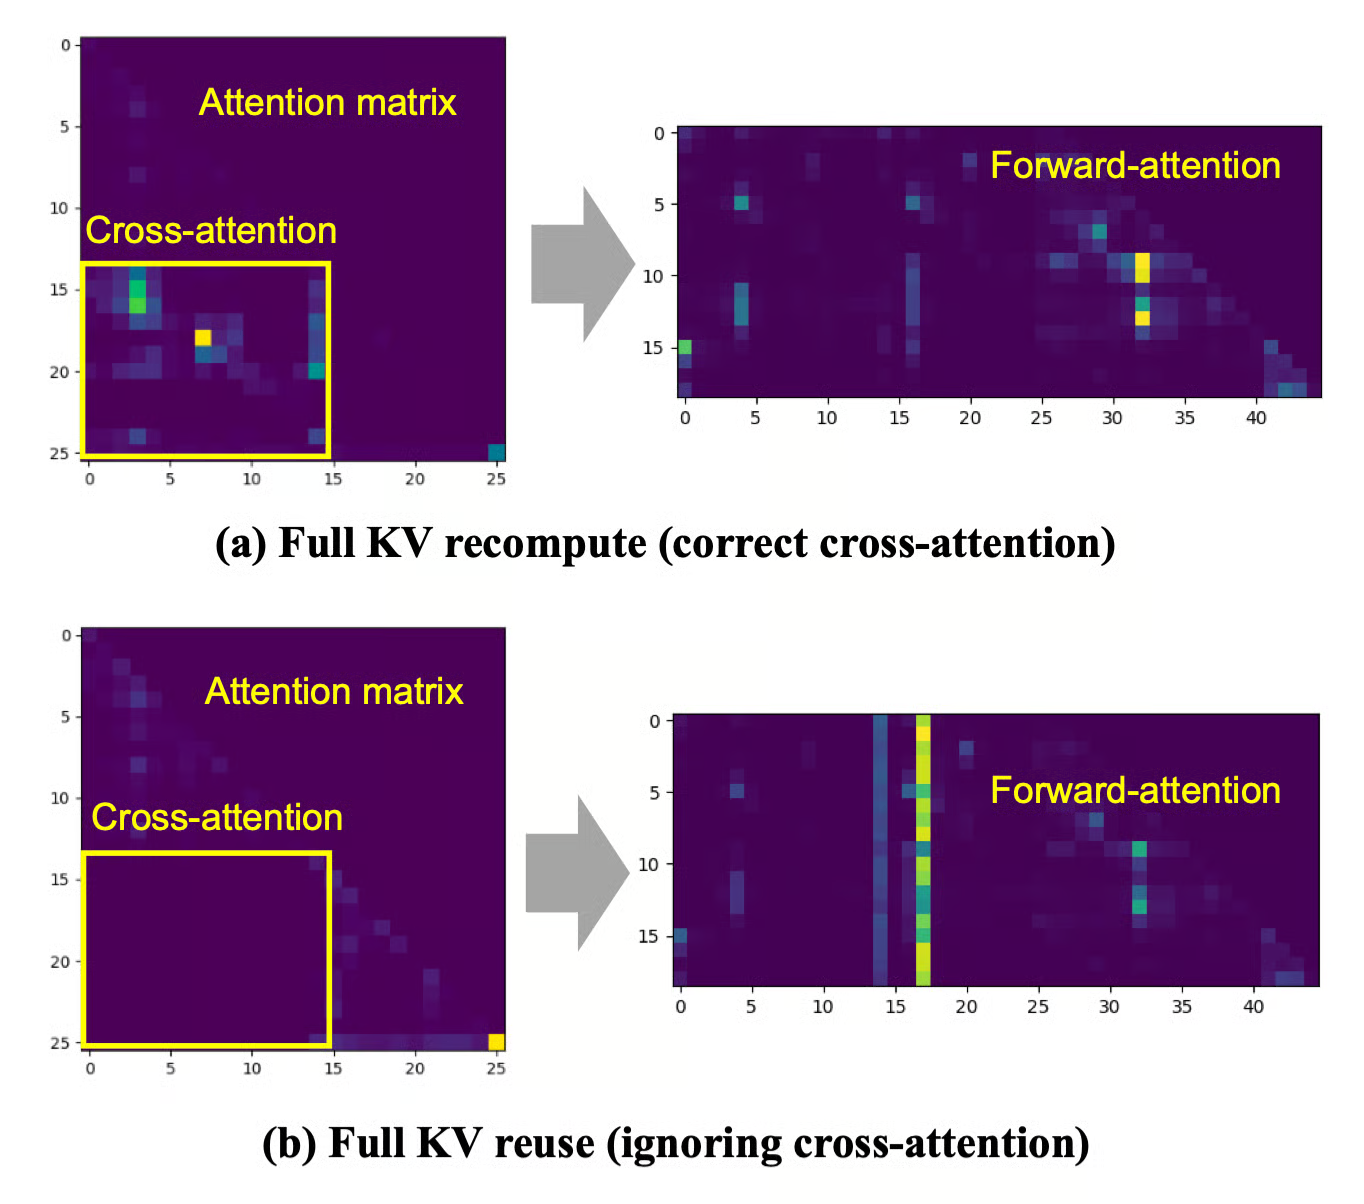 Attention matrix
Cross-attention
0
5
10
15
20
25
0 5 10 15 20 25
Forward-attention
0
5
10
15
0 5 10 15 20 25 30 35 40
(a) Full KV recompute (correct cross-attention)
Attention matrix
Cross-attention
0
5
10
15
20
25
0 5 10 15 20 25
Forward-attention
0
5
10
15
0 5 10 15 20 25 30 35 40
(b) Full KV reuse (ignoring cross-attention)